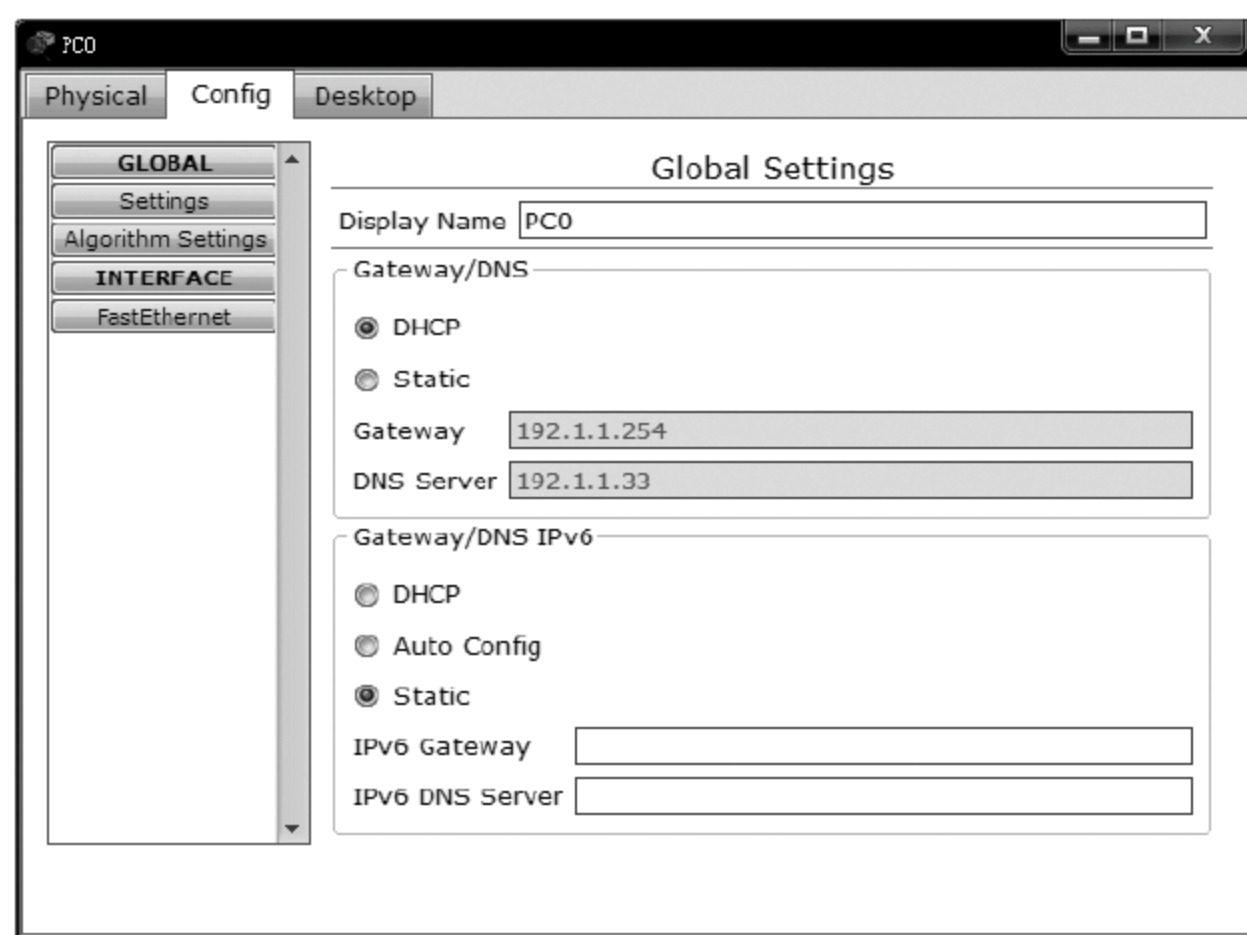 PC0
Physical Config Desktop
GLOBAL
Settings
Algorithm Settings
INTERFACE
FastEthernet
Global Settings
Display Name PC0
Gateway/DNS
DHCP
Static
Gateway 192.1.1.254
DNS Server 192.1.1.33
Gateway/DNS IPv6
DHCP
Auto Config
Static
IPv6 Gateway
IPv6 DNS Server